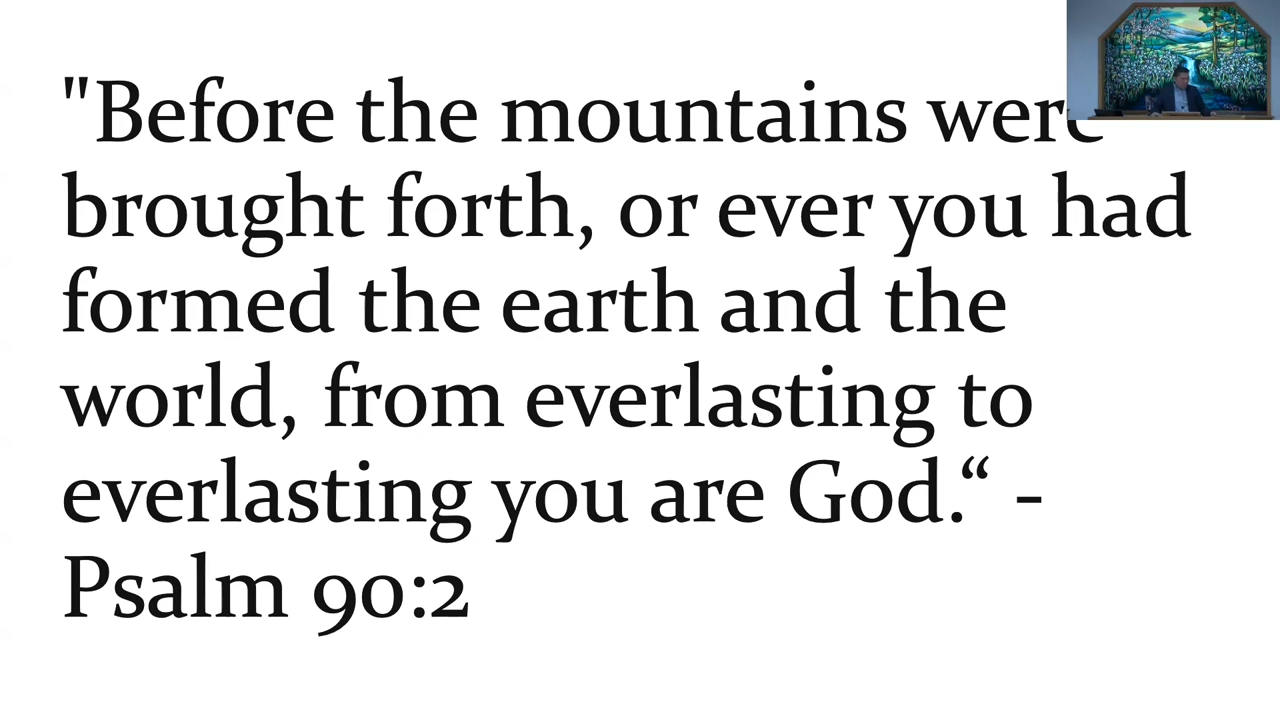 "Before the mountains were
brought forth, or ever you had
formed the earth and the
world, from everlasting to
everlasting you are God.“ -
Psalm 90:2